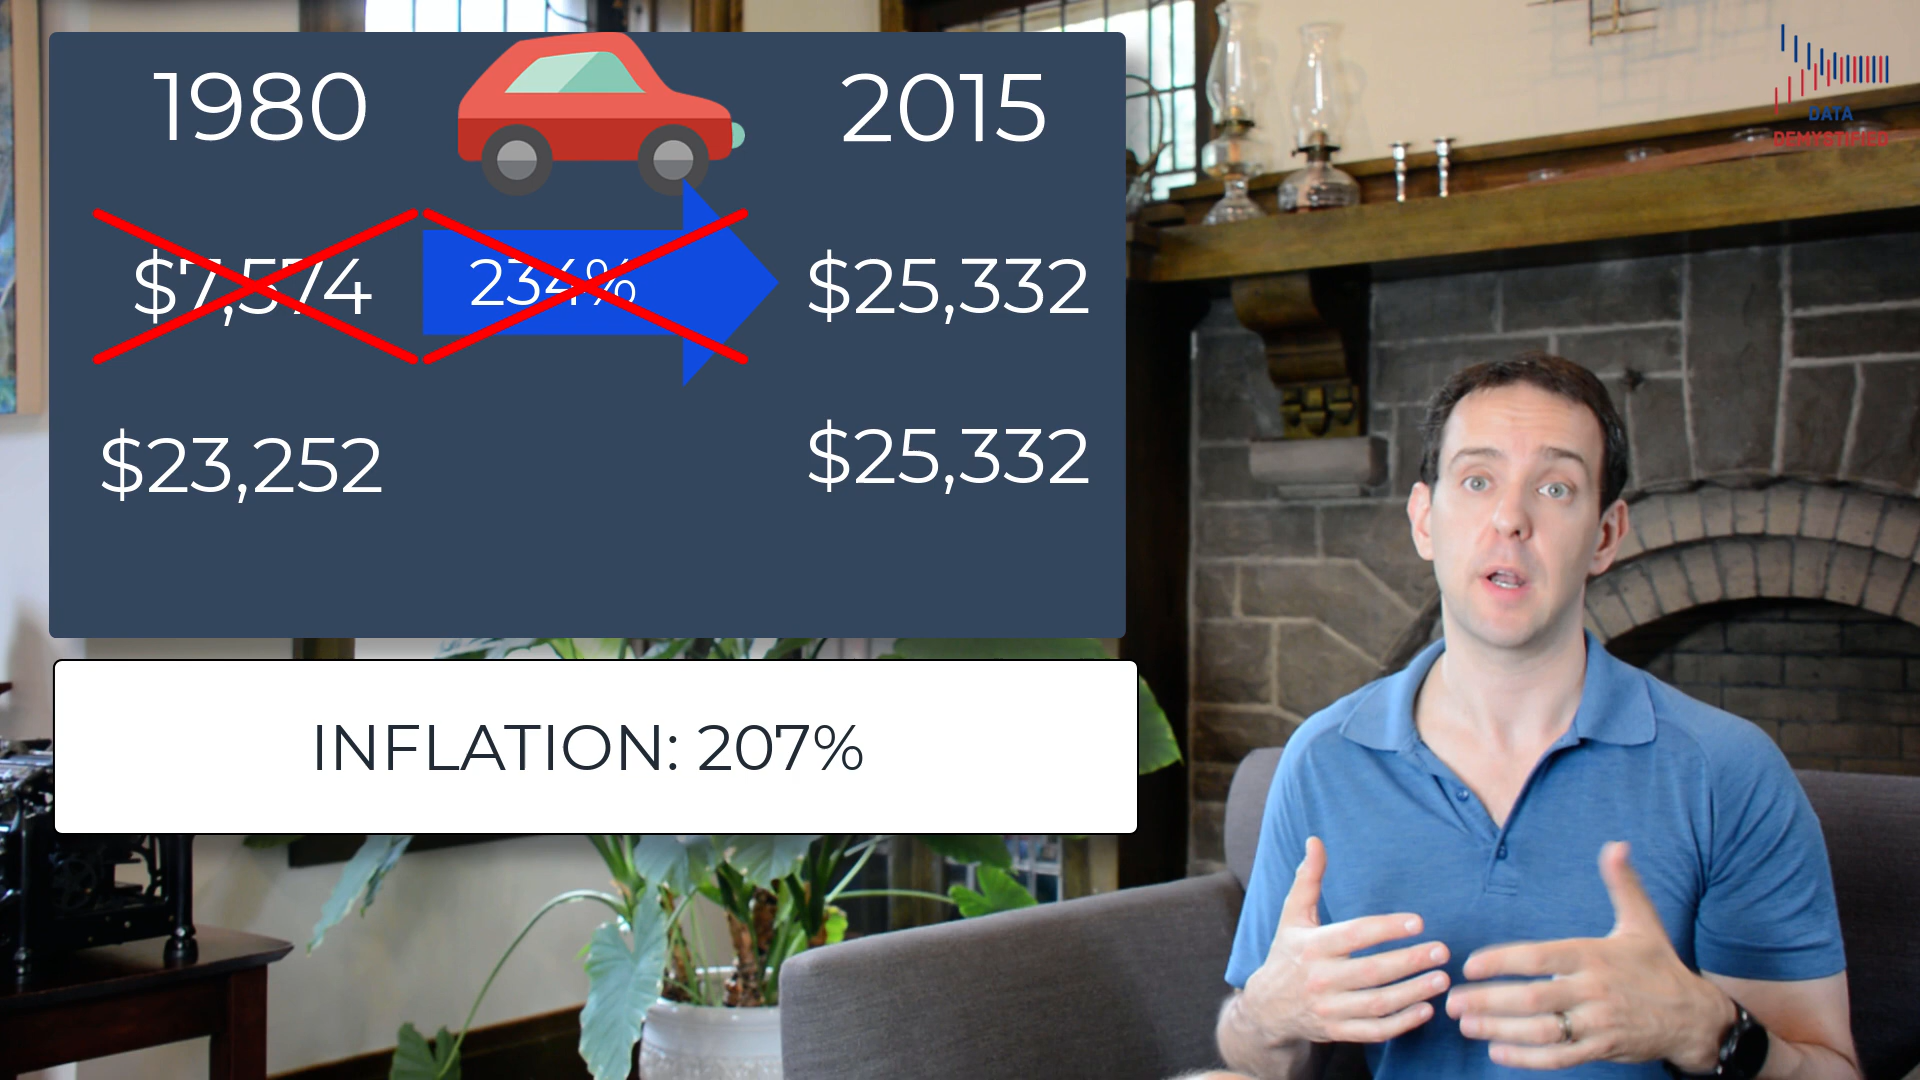 1980
2015
$7,574
234%
$25,332
$23,252
$25,332
INFLATION: 207%
DATA
DEMYSTIFIED